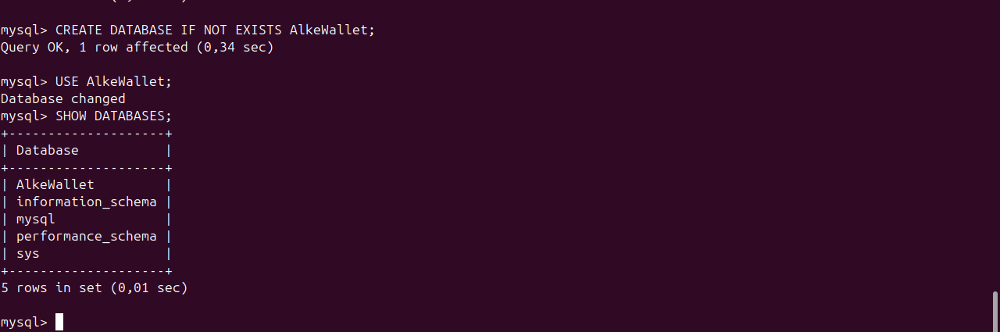 mysql> CREATE DATABASE IF NOT EXISTS AlkeWallet;
Query OK, 1 row affected (0,34 sec)
mysql> USE AlkeWallet;
Database changed
mysql> SHOW DATABASES;
+--------------------+
| Database           |
+--------------------+
| AlkeWallet         |
| information_schema |
| mysql              |
| performance_schema |
| sys                |
+--------------------+
5 rows in set (0,01 sec)
mysql>